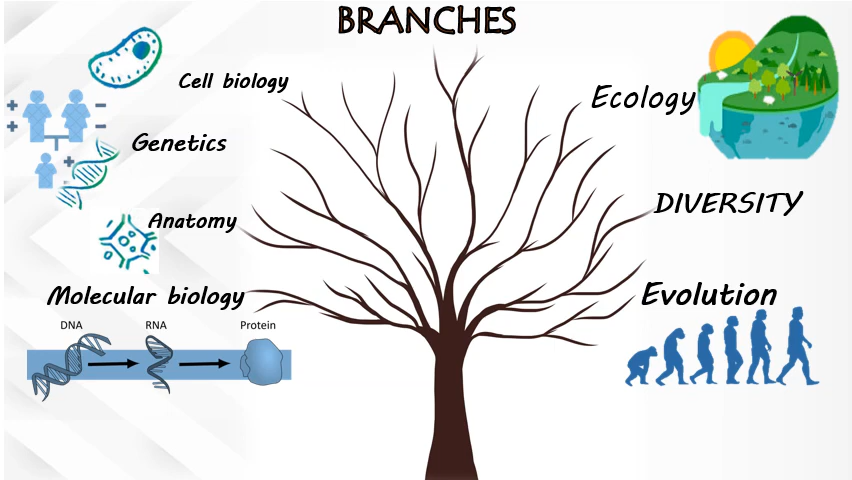 BRANCHES
Cell biology
Genetics
Anatomy
Molecular biology
DNA
RNA
Protein
Ecology
DIVERSITY
Evolution